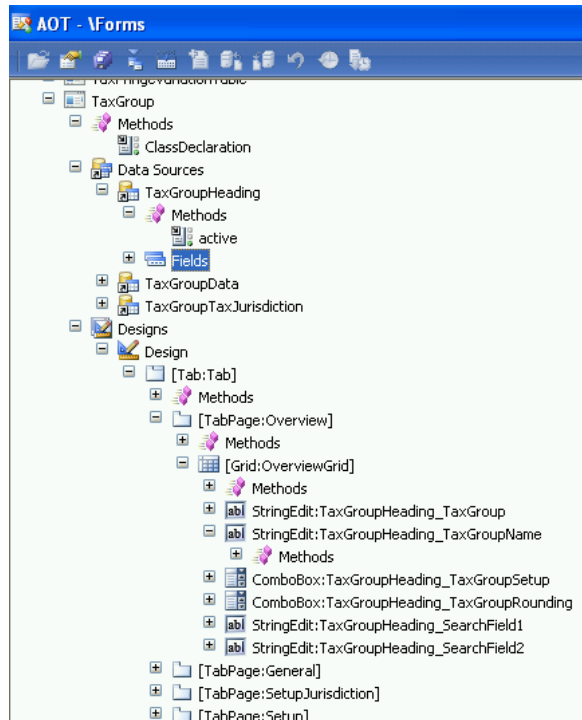 AOT - \Forms
TaxGroup
Methods
ClassDeclaration
Data Sources
TaxGroupHeading
Methods
active
Fields
TaxGroupData
TaxGroupTaxJurisdiction
Designs
Design
[Tab:Tab]
Methods
[TabPage:Overview]
Methods
[Grid:OverviewGrid]
Methods
StringEdit:TaxGroupHeading_TaxGroup
StringEdit:TaxGroupHeading_TaxGroupName
Methods
ComboBox:TaxGroupHeading_TaxGroupSetup
ComboBox:TaxGroupHeading_TaxGroupRounding
StringEdit:TaxGroupHeading_SearchField1
StringEdit:TaxGroupHeading_SearchField2
[TabPage:General]
[TabPage:SetupJurisdiction]
[TabPage:Setup]